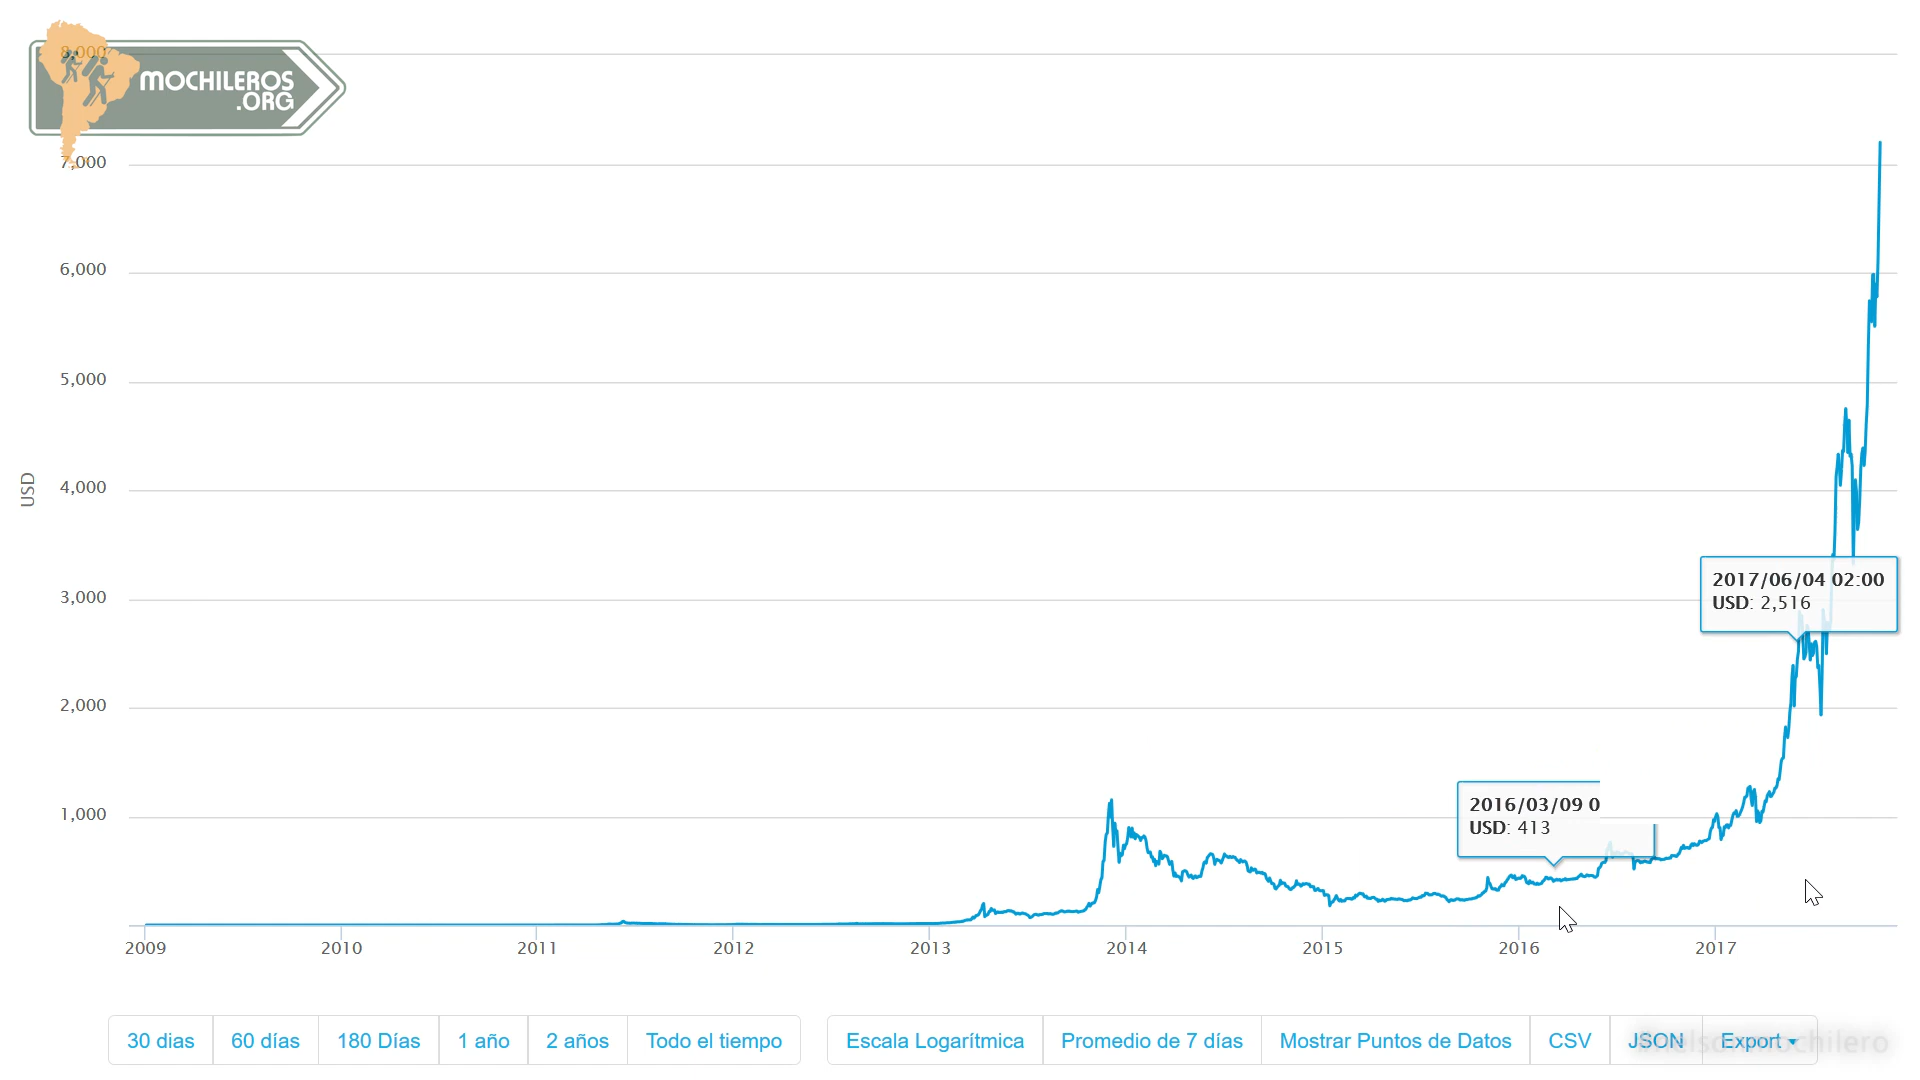 8,000
MOCHILEROS
.ORG
7,000
6,000
5,000
4,000
3,000
2,000
1,000
USD
2017/06/04 02:00
USD: 2,516
2016/03/09 0
USD: 413
2009 2010 2011 2012 2013 2014 2015 2016 2017
30 dias 60 días 180 Días 1 año 2 años Todo el tiempo Escala Logarítmica Promedio de 7 días Mostrar Puntos de Datos CSV JSON Export